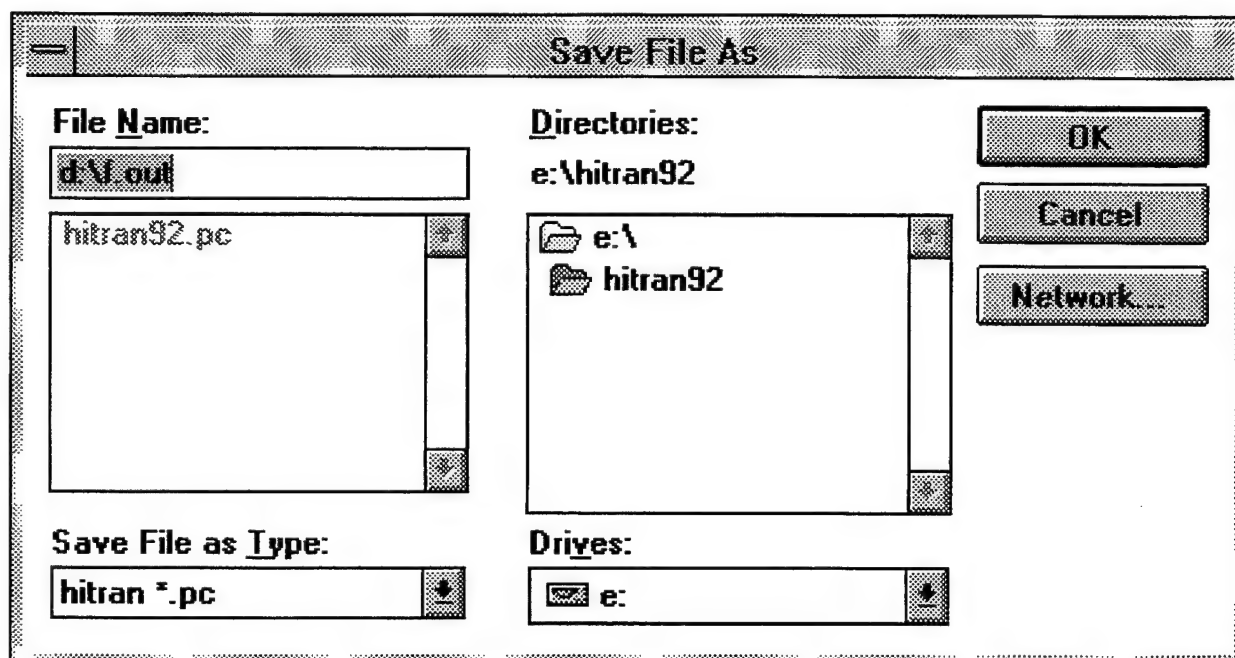 Save File As
File Name:
d:\f.out
hitran92.pc
Save File as Type:
hitran *.pc
Directories:
e:\hitran92
e:\
hitran92
Drives:
e:
OK
Cancel
Network...